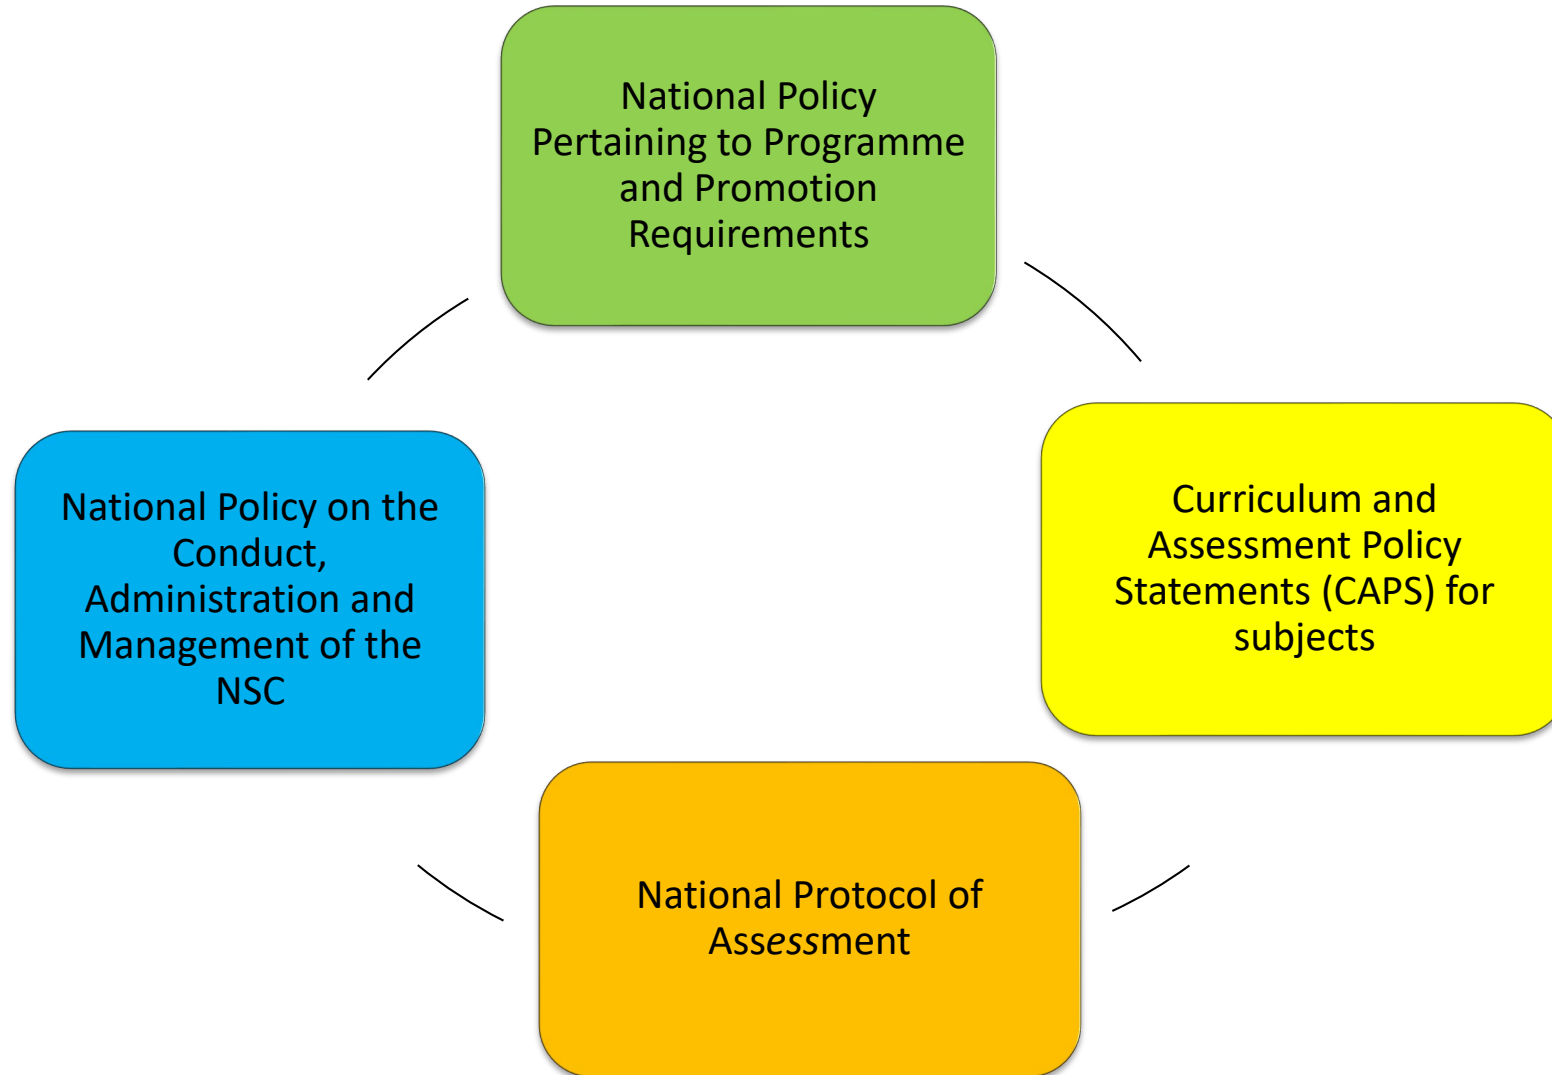 National Policy
Pertaining to Programme
and Promotion
Requirements
National Policy on the
Conduct,
Administration and
Management of the
NSC
Curriculum and
Assessment Policy
Statements (CAPS) for
subjects
National Protocol of
Assessment